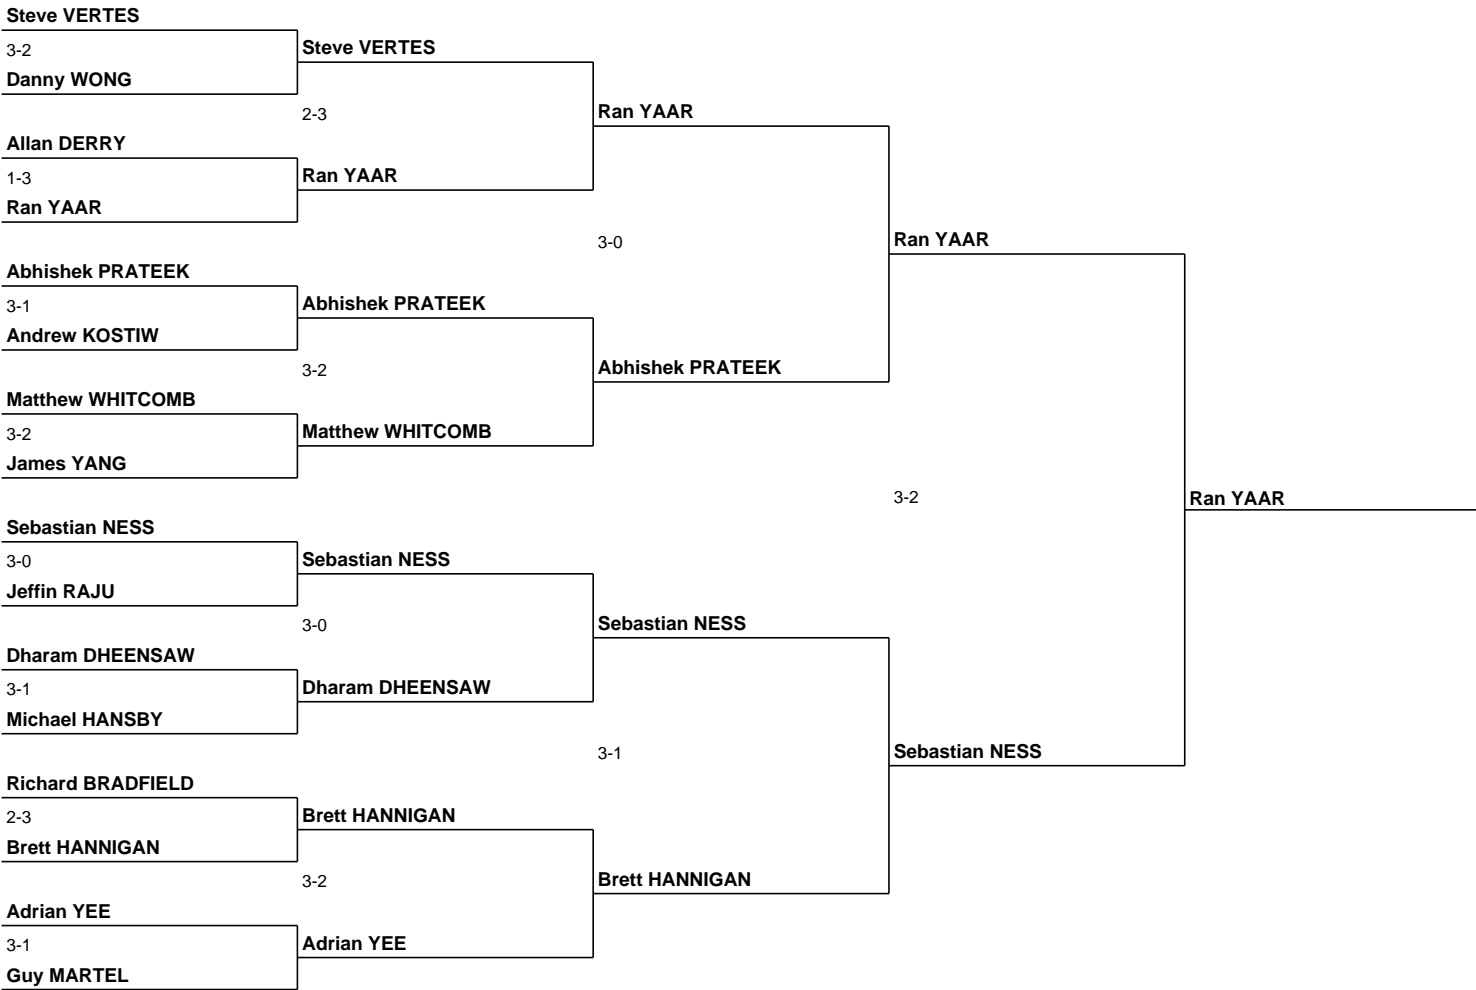 Steve VERTES
3-2
Danny WONG
Allan DERRY
1-3
Ran YAAR
Abhishek PRATEEK
3-1
Andrew KOSTIW
Matthew WHITCOMB
3-2
James YANG
Sebastian NESS
3-0
Jeffin RAJU
Dharam DHEENSAW
3-1
Michael HANSBY
Richard BRADFIELD
2-3
Brett HANNIGAN
Adrian YEE
3-1
Guy MARTEL
Steve VERTES
2-3
Ran YAAR
Abhishek PRATEEK
3-2
Matthew WHITCOMB
Sebastian NESS
3-0
Dharam DHEENSAW
Brett HANNIGAN
3-2
Adrian YEE
Ran YAAR
3-0
Abhishek PRATEEK
Sebastian NESS
3-1
Brett HANNIGAN
Ran YAAR
3-2
Sebastian NESS
Ran YAAR